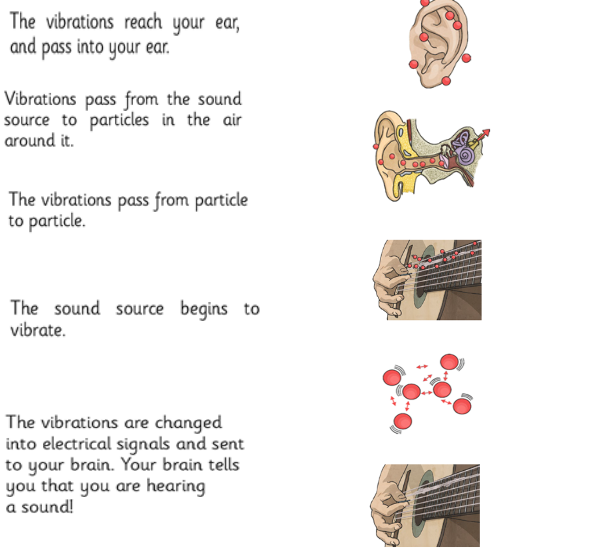 The vibrations reach your ear,
and pass into your ear.
Vibrations pass from the sound
source to particles in the air
around it.
The vibrations pass from particle
to particle.
The sound source begins to
vibrate.
The vibrations are changed
into electrical signals and sent
to your brain. Your brain tells
you that you are hearing
a sound!